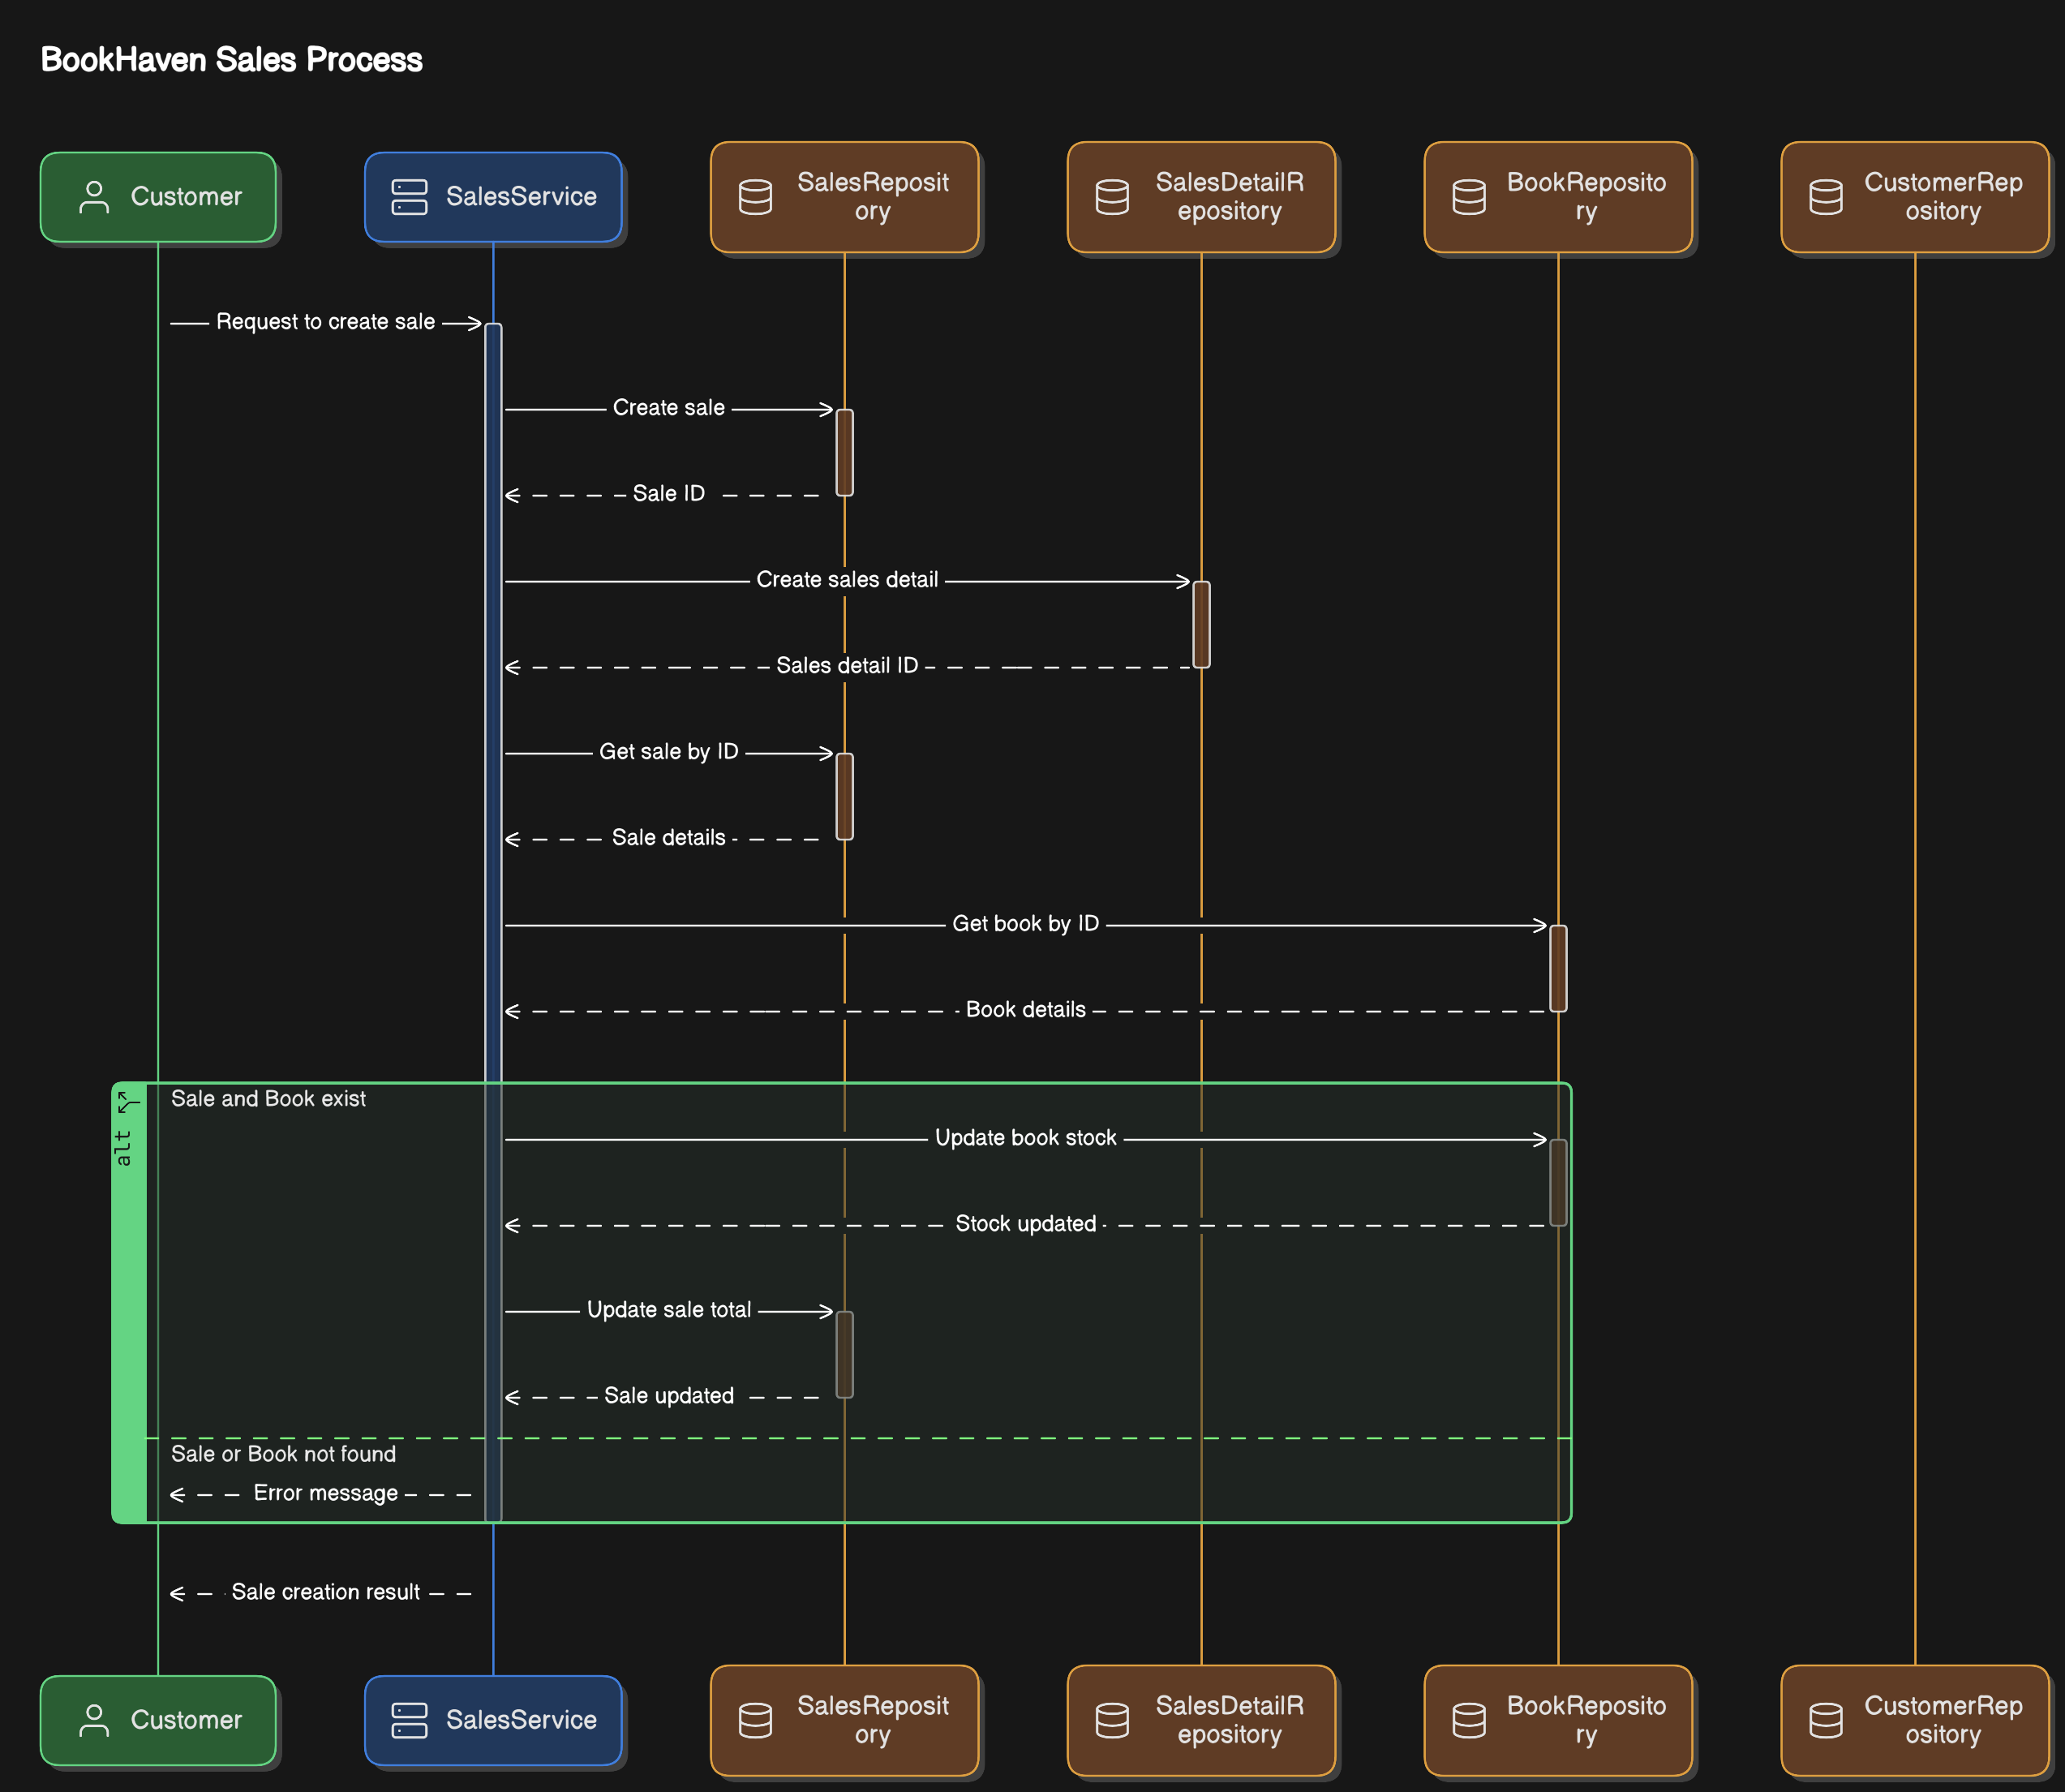 BookHaven Sales Process
Customer
SalesService
SalesReposit
ory
SalesDetailR
epository
BookReposito
ry
CustomerRep
ository
Request to create sale
Create sale
Sale ID
Create sales detail
Sales detail ID
Get sale by ID
Sale details
Get book by ID
Book details
alt
Sale and Book exist
Update book stock
Stock updated
Update sale total
Sale updated
Sale or Book not found
Error message
Sale creation result
Customer
SalesService
SalesReposit
ory
SalesDetailR
epository
BookReposito
ry
CustomerRep
ository